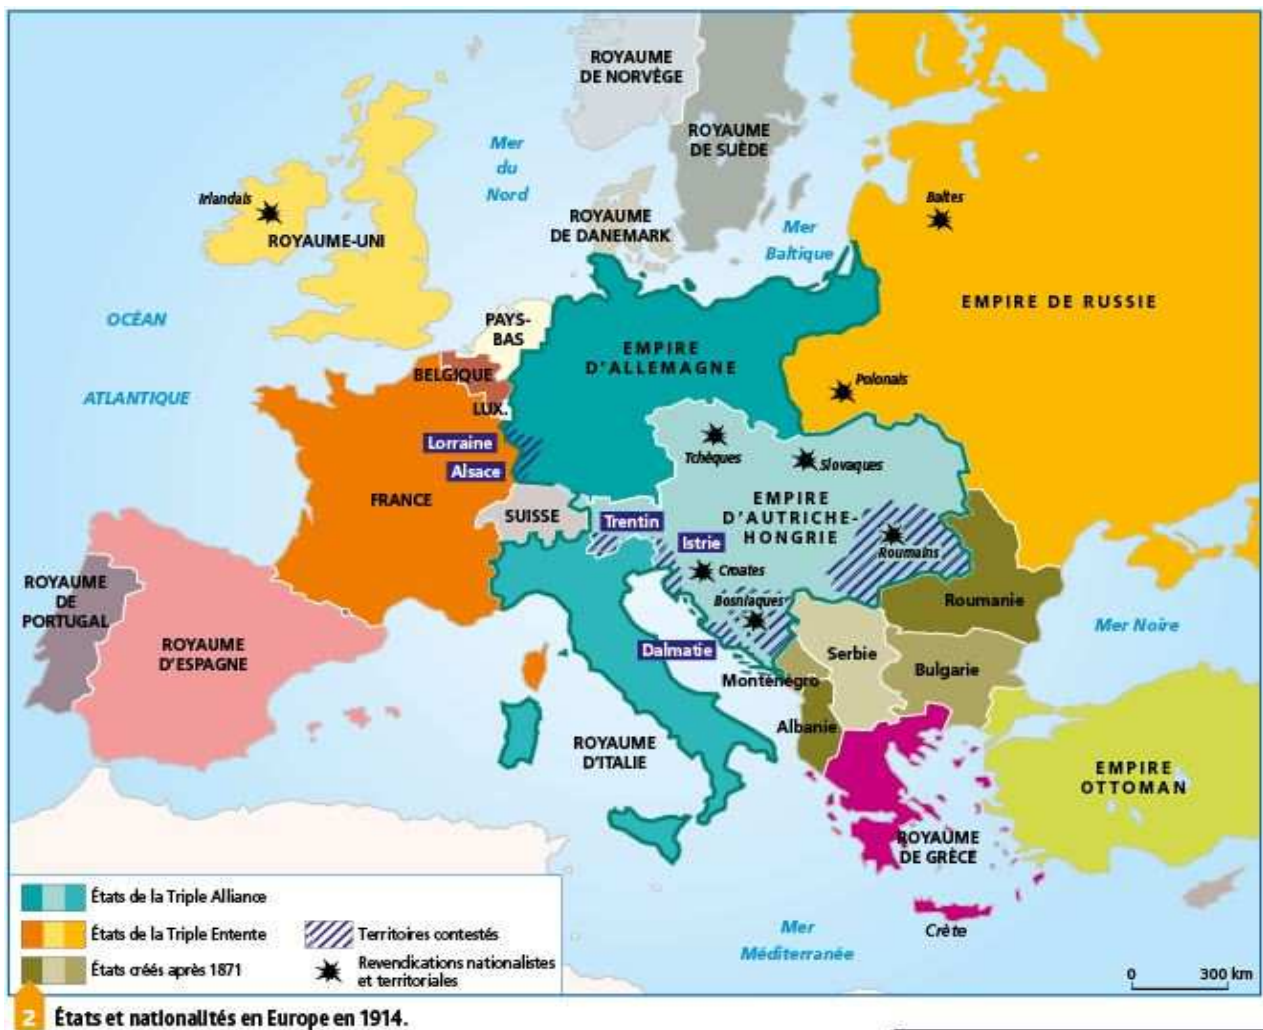 ROYAUME
DE NORVÈGE
ROYAUME
DE SUÈDE
Mer
du
Nord
Irlandais
ROYAUME-UNI
ROYAUME
DE DANEMARK
Mer
Baltique
Baltes
EMPIRE DE RUSSIE
OCÉAN
ATLANTIQUE
PAYS-
BAS
BELGIQUE
LUX.
EMPIRE
D'ALLEMAGNE
Polonais
Lorraine
Alsace
FRANCE
SUISSE
Tchèques
Slovaques
EMPIRE
D'AUTRICHE-
HONGRIE
Trentin
Istrie
Croates
Roumains
Bosniaques
Dalmatie
Monténégro
Albanie
Serbie
Roumanie
Bulgarie
Mer Noire
ROYAUME
DE
PORTUGAL
ROYAUME
D'ESPAGNE
ROYAUME
D'ITALIE
EMPIRE
OTTOMAN
ROYAUME
DE GRÈCE
Crète
Mer
Méditerranée
États de la Triple Alliance
États de la Triple Entente
États créés après 1871
Territoires contestés
Revendications nationalistes
et territoriales
0 300 km
2 États et nationalités en Europe en 1914.